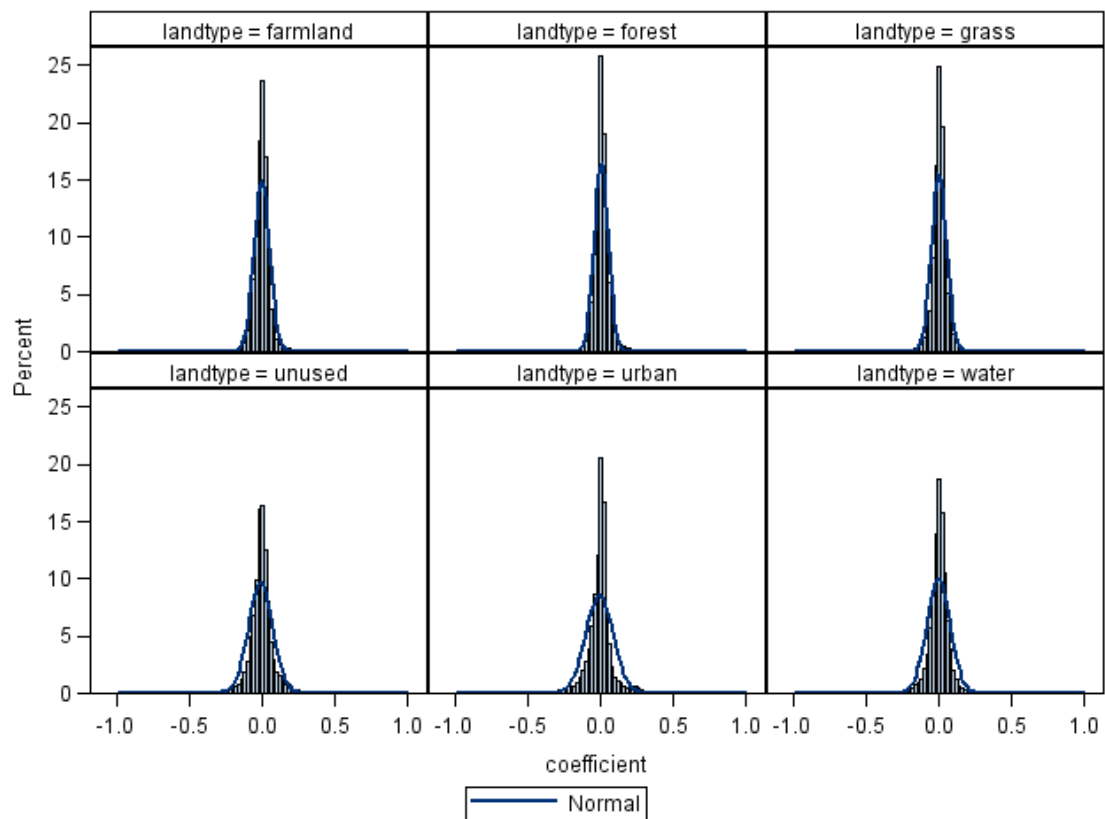 landtype = farmland landtype = forest landtype = grass
25
20
15
10
5
0
Percent
landtype = unused landtype = urban landtype = water
25
20
15
10
5
0
-1.0 -0.5 0.0 0.5 1.0 -1.0 -0.5 0.0 0.5 1.0 -1.0 -0.5 0.0 0.5 1.0
coefficient
Normal